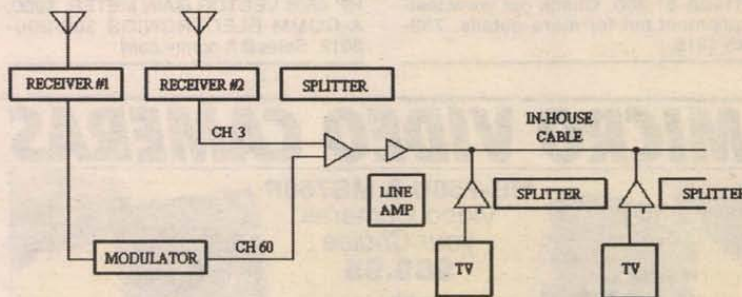 RECEIVER #1
RECEIVER #2
SPLITTER
CH 3
IN-HOUSE
CABLE
LINE
AMP
SPLITTER
SPLITTER
MODULATOR
CH 60
TV
TV